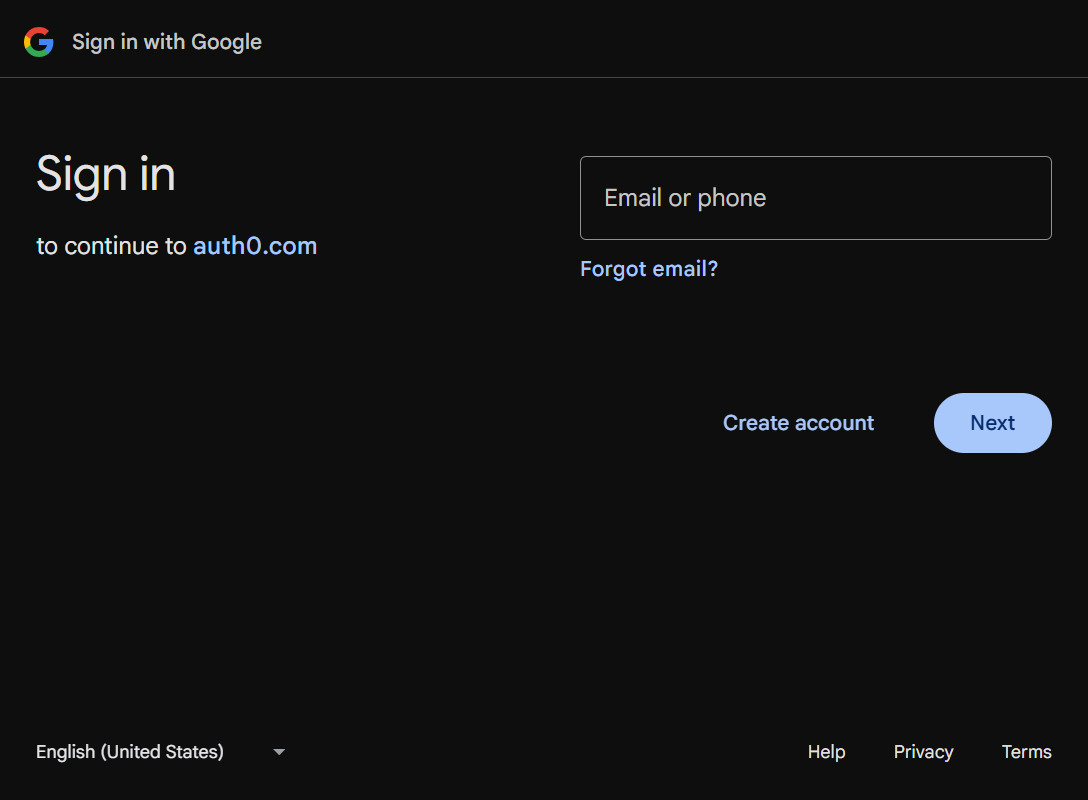 Sign in with Google
Sign in
to continue to auth0.com
Email or phone
Forgot email?
Create account
Next
English (United States)
Help
Privacy
Terms